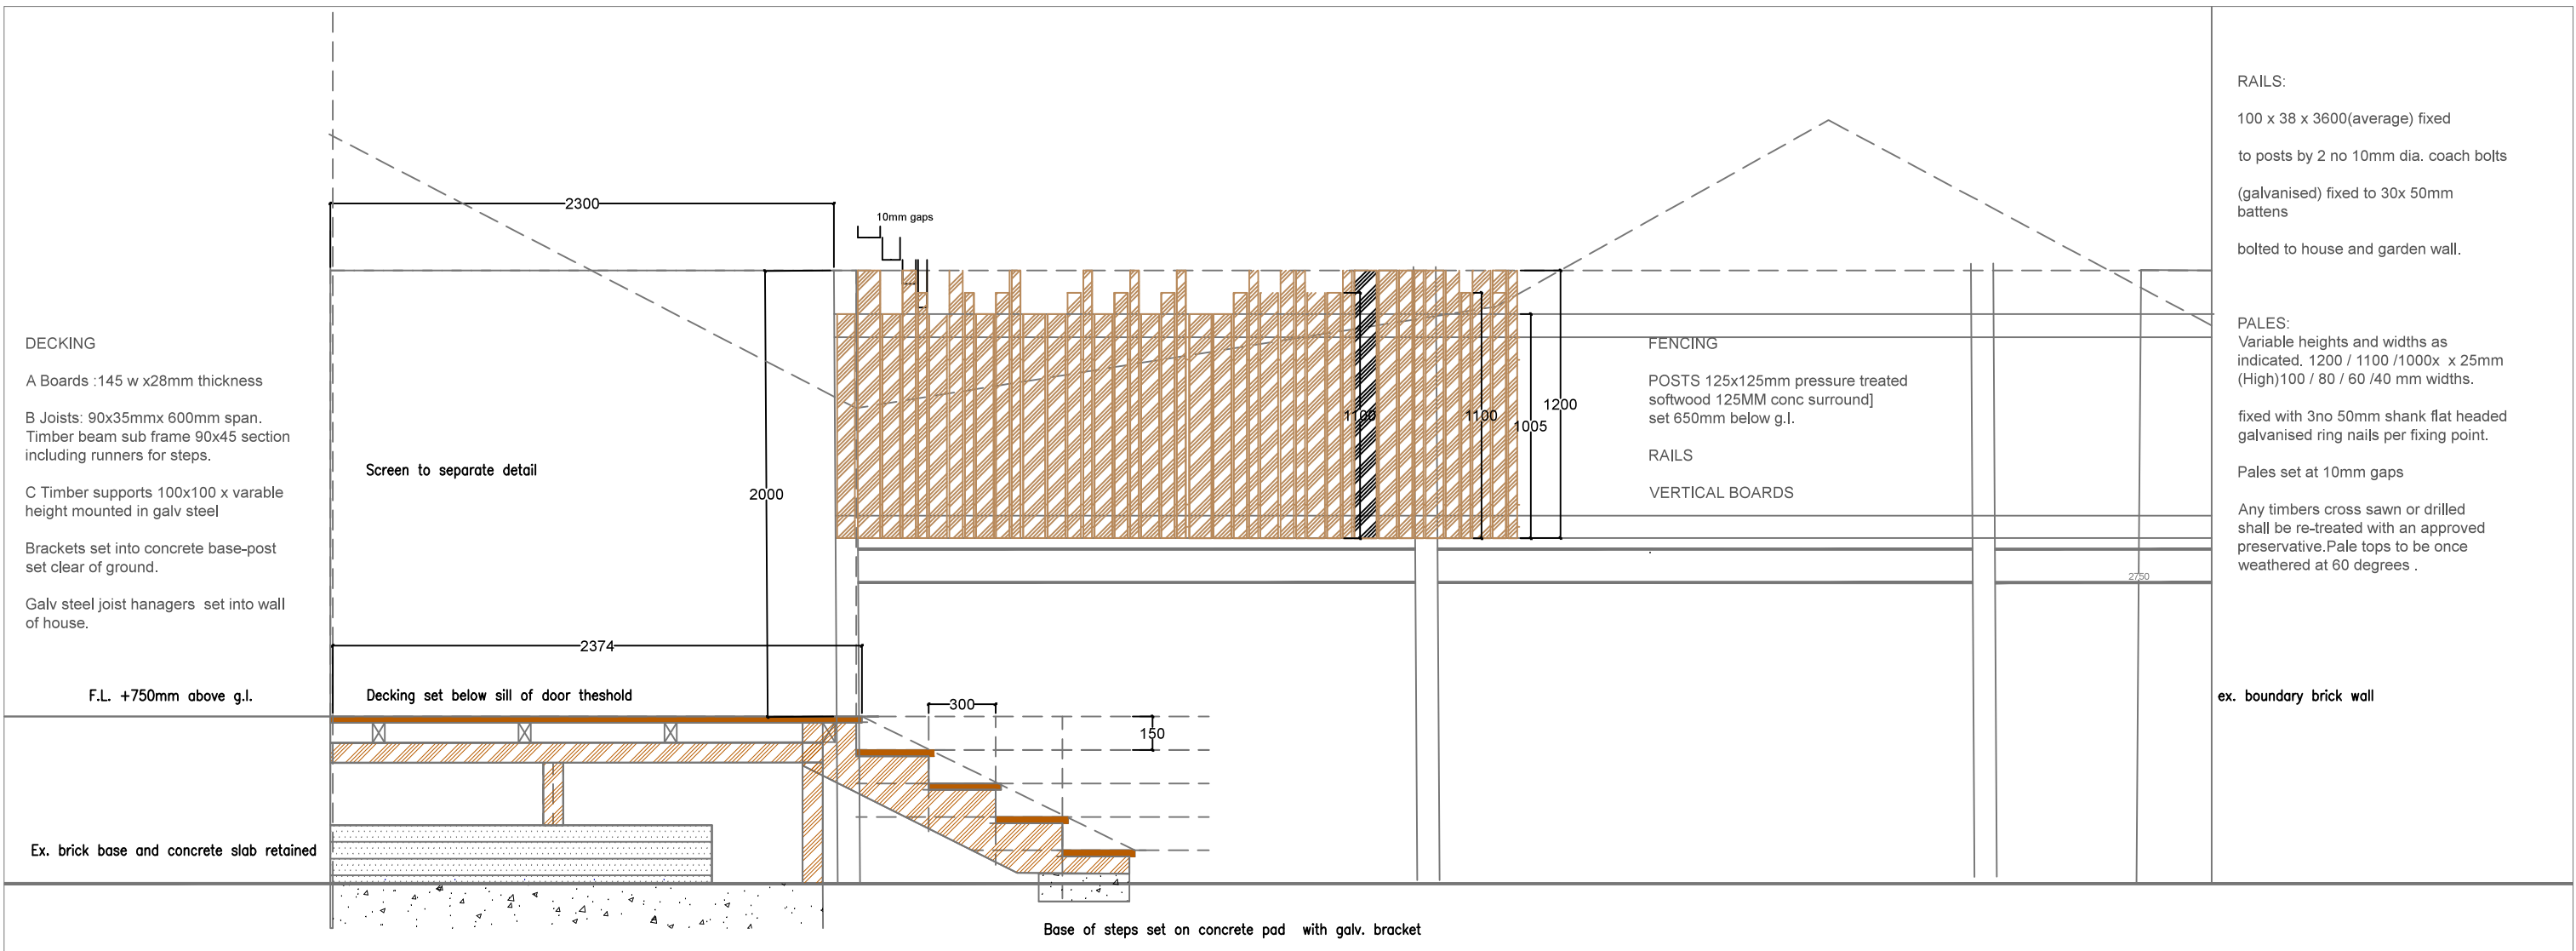 DECKING
A Boards :145 w x28mm thickness
B Joists: 90x35mmx 600mm span.
Timber beam sub frame 90x45 section
including runners for steps.
C Timber supports 100x100 x varable
height mounted in galv steel
Brackets set into concrete base-post
set clear of ground.
Galv steel joist hanagers set into wall
of house.
F.L. +750mm above g.l.
Ex. brick base and concrete slab retained
2300
10mm gaps
Screen to separate detail
2000
2374
Decking set below sill of door theshold
300
150
Base of steps set on concrete pad with galv. bracket
1100
1100
1005
1200
FENCING
POSTS 125x125mm pressure treated
softwood 125MM conc surround]
set 650mm below g.l.
RAILS
VERTICAL BOARDS
2750
RAILS:
100 x 38 x 3600(average) fixed
to posts by 2 no 10mm dia. coach bolts
(galvanised) fixed to 30x 50mm
battens
bolted to house and garden wall.
PALES:
Variable heights and widths as
indicated. 1200 / 1100 /1000x x 25mm
(High)100 / 80 / 60 /40 mm widths.
fixed with 3no 50mm shank flat headed
galvanised ring nails per fixing point.
Pales set at 10mm gaps
Any timbers cross sawn or drilled
shall be re-treated with an approved
preservative.Pale tops to be once
weathered at 60 degrees .
ex. boundary brick wall